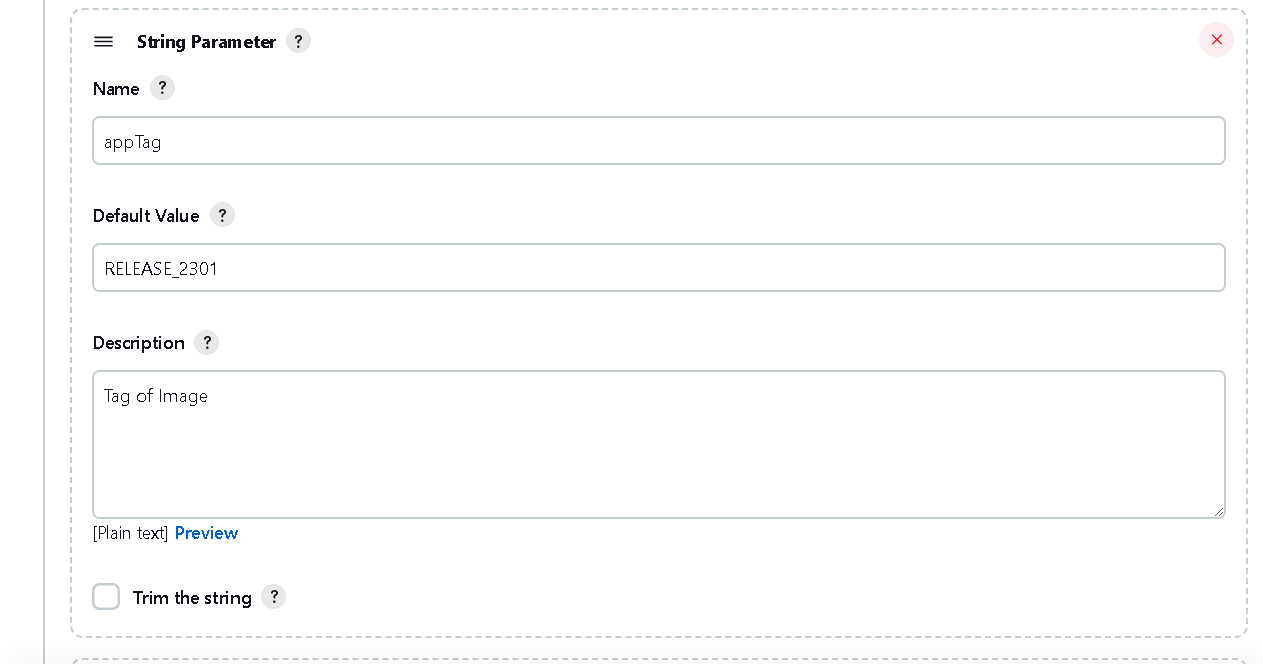 String Parameter ?
Name ?
appTag
Default Value ?
RELEASE_2301
Description ?
Tag of Image
[Plain text] Preview
Trim the string ?